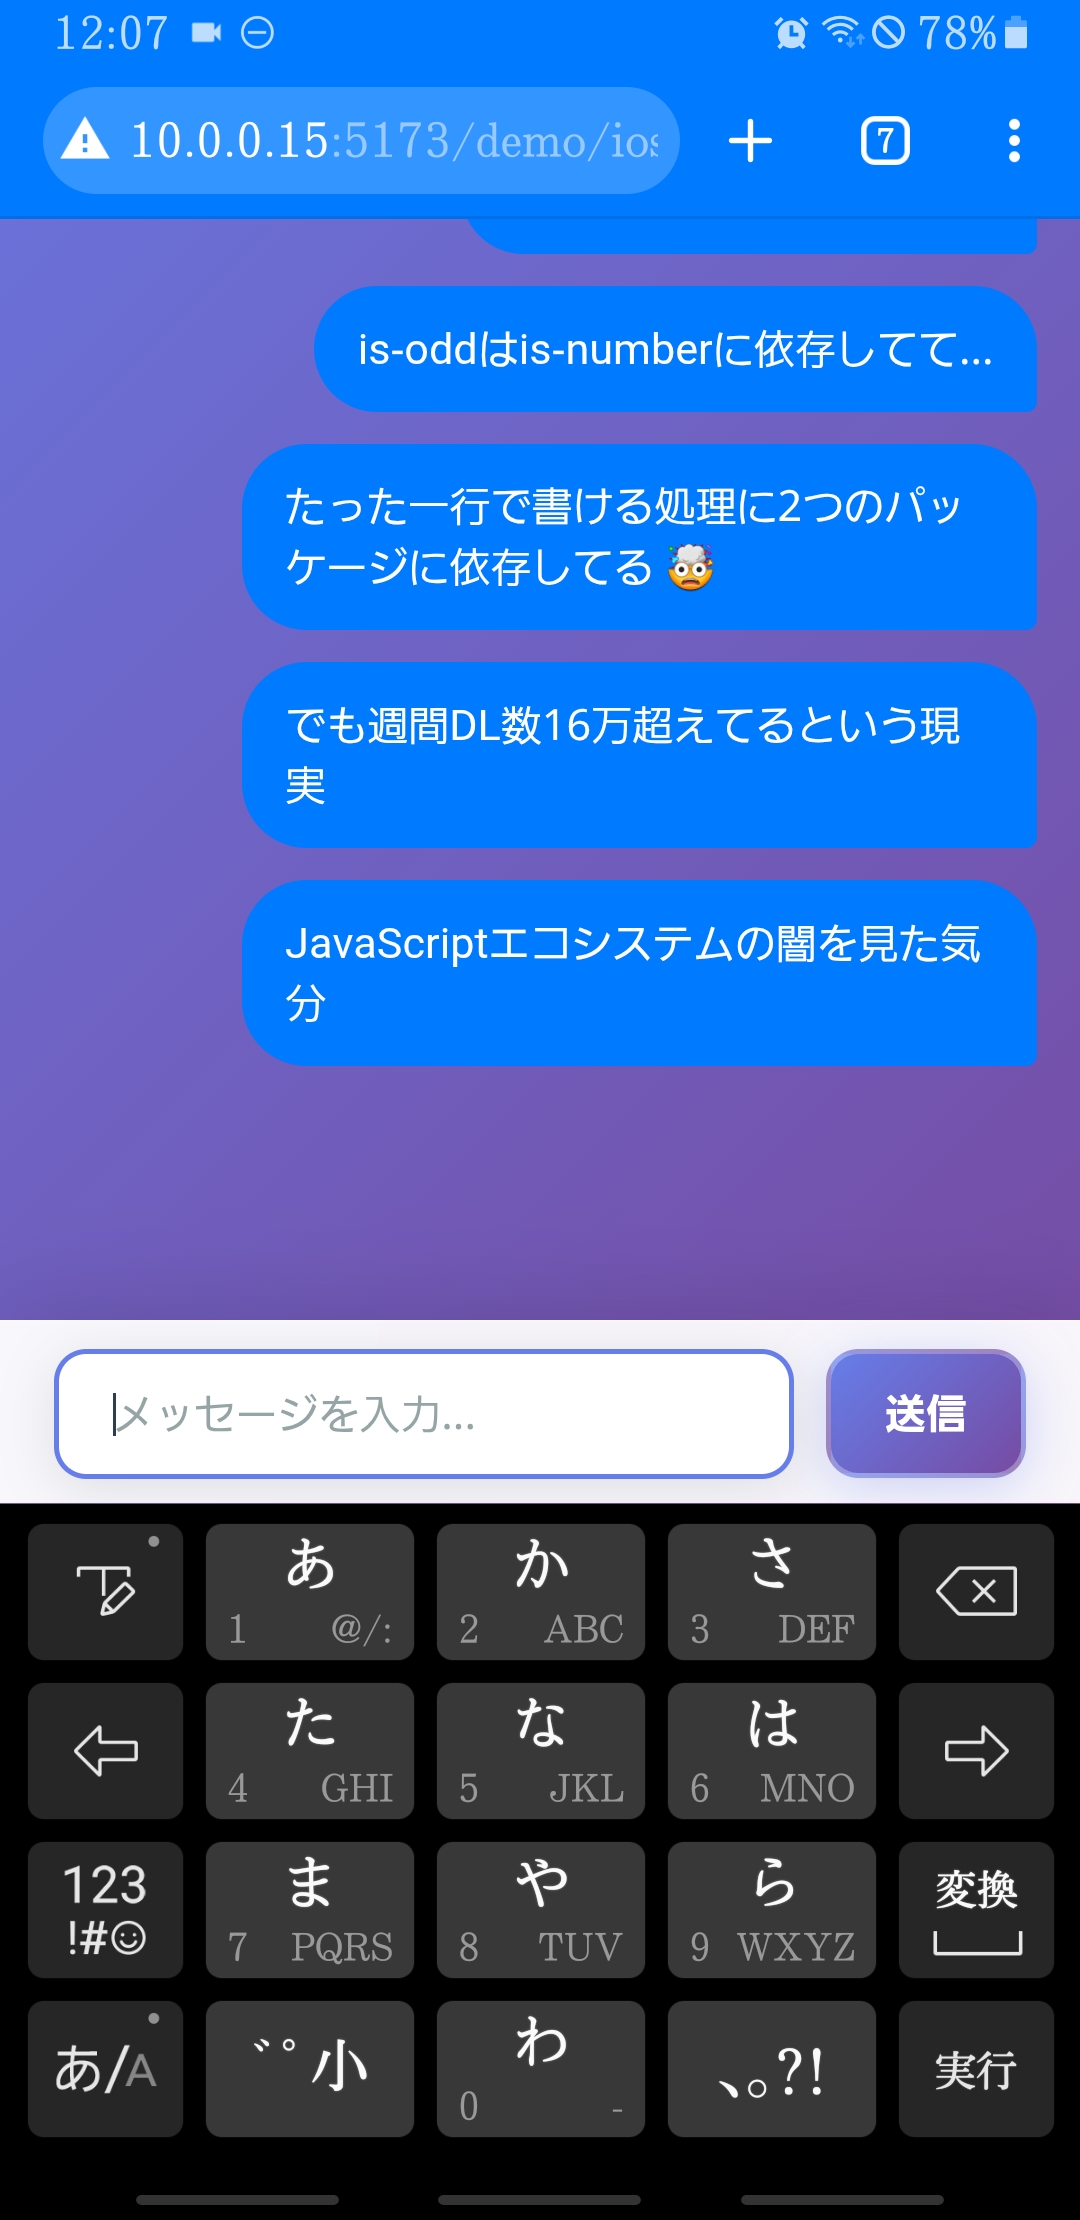 12:07 78%
10.0.0.15:5173/demo/ios 7
is-oddはis-numberに依存してて...
たった一行で書ける処理に2つのパッ
ケージに依存してる 🤯
でも週間DL数16万超えてるという現
実
JavaScriptエコシステムの闇を見た気
分
メッセージを入力... 送信
あ か さ
1 @/: 2 ABC 3 DEF
た な は
4 GHI 5 JKL 6 MNO
123 ま や ら 変換
!#☺ 7 PQRS 8 TUV 9 WXYZ
あ/A ゛゜小 わ 、。?! 実行
0 -